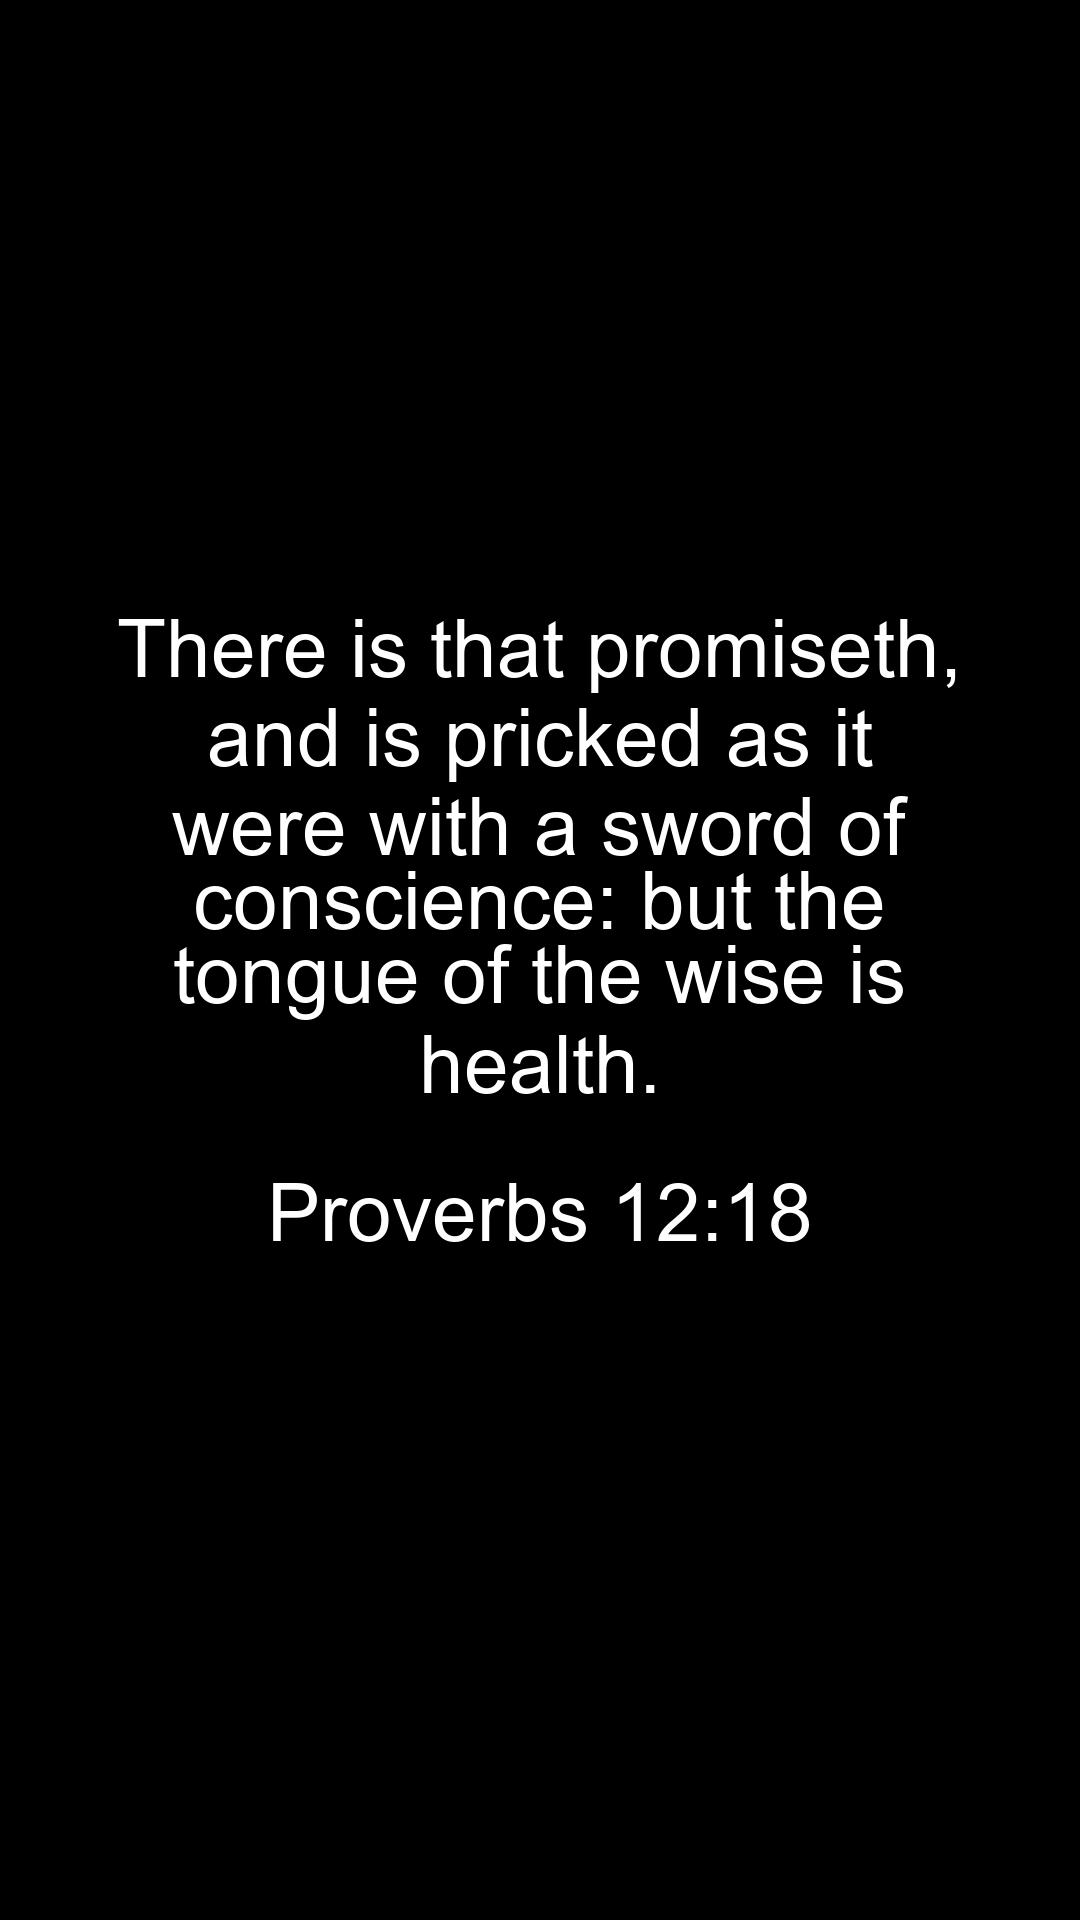 There is that promiseth,
and is pricked as it
were with a sword of
conscience: but the
tongue of the wise is
health.
Proverbs 12:18